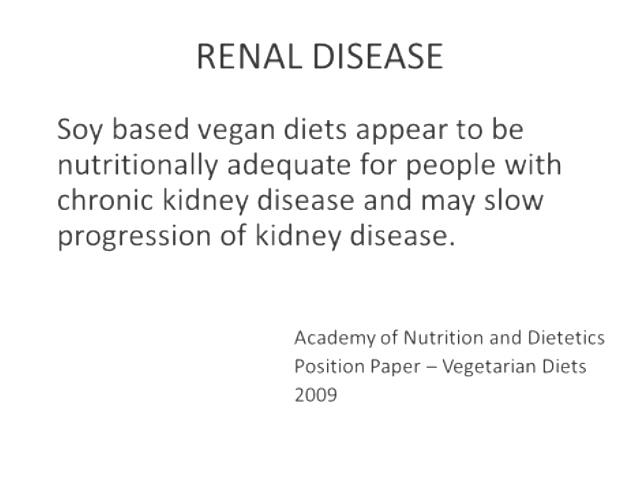 RENAL DISEASE
Soy based vegan diets appear to be
nutritionally adequate for people with
chronic kidney disease and may slow
progression of kidney disease.
Academy of Nutrition and Dietetics
Position Paper – Vegetarian Diets
2009